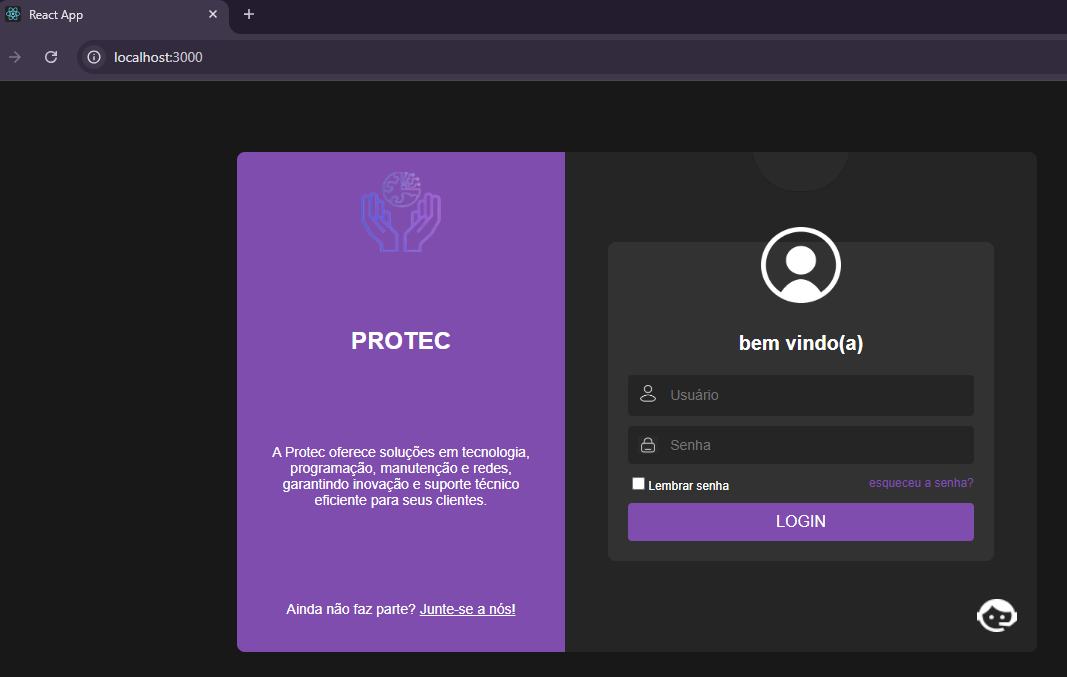 React App
localhost:3000
PROTEC
A Protec oferece soluções em tecnologia,
programação, manutenção e redes,
garantindo inovação e suporte técnico
eficiente para seus clientes.
Ainda não faz parte? Junte-se a nós!
bem vindo(a)
Usuário
Senha
Lembrar senha
esqueceu a senha?
LOGIN